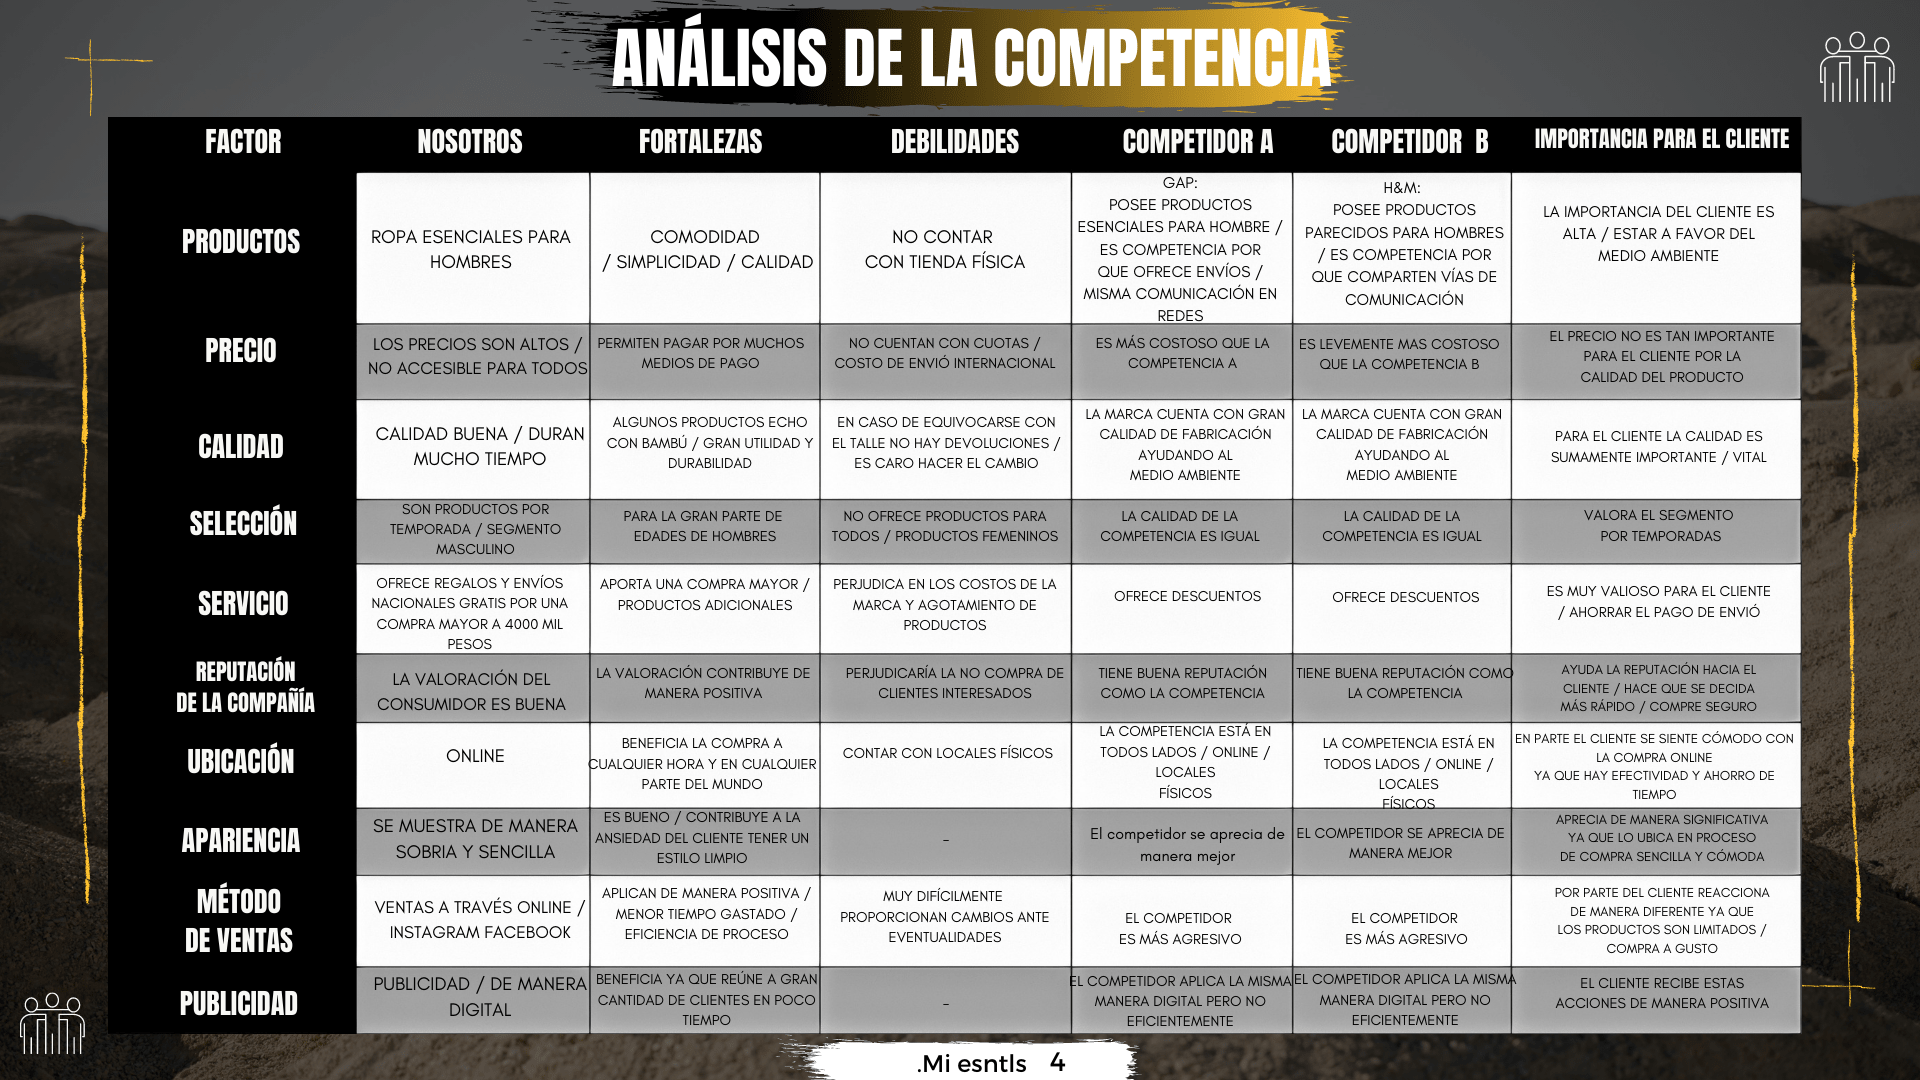 ANÁLISIS DE LA COMPETENCIA
FACTOR
NOSOTROS
FORTALEZAS
DEBILIDADES
COMPETIDOR A
COMPETIDOR B
IMPORTANCIA PARA EL CLIENTE
PRODUCTOS
ROPA ESENCIALES PARA
HOMBRES
COMODIDAD
/ SIMPLICIDAD / CALIDAD
NO CONTAR
CON TIENDA FÍSICA
GAP:
POSEE PRODUCTOS
ESENCIALES PARA HOMBRE /
ES COMPETENCIA POR
QUE OFRECE ENVÍOS /
MISMA COMUNICACIÓN EN
REDES
H&M:
POSEE PRODUCTOS
PARECIDOS PARA HOMBRES
/ ES COMPETENCIA POR
QUE COMPARTEN VÍAS DE
COMUNICACIÓN
LA IMPORTANCIA DEL CLIENTE ES
ALTA / ESTAR A FAVOR DEL
MEDIO AMBIENTE
PRECIO
LOS PRECIOS SON ALTOS /
NO ACCESIBLE PARA TODOS
PERMITEN PAGAR POR MUCHOS
MEDIOS DE PAGO
NO CUENTAN CON CUOTAS /
COSTO DE ENVIÓ INTERNACIONAL
ES MÁS COSTOSO QUE LA
COMPETENCIA A
ES LEVEMENTE MAS COSTOSO
QUE LA COMPETENCIA B
EL PRECIO NO ES TAN IMPORTANTE
PARA EL CLIENTE POR LA
CALIDAD DEL PRODUCTO
CALIDAD
CALIDAD BUENA / DURAN
MUCHO TIEMPO
ALGUNOS PRODUCTOS ECHO
CON BAMBÚ / GRAN UTILIDAD Y
DURABILIDAD
EN CASO DE EQUIVOCARSE CON
EL TALLE NO HAY DEVOLUCIONES /
ES CARO HACER EL CAMBIO
LA MARCA CUENTA CON GRAN
CALIDAD DE FABRICACIÓN
AYUDANDO AL
MEDIO AMBIENTE
LA MARCA CUENTA CON GRAN
CALIDAD DE FABRICACIÓN
AYUDANDO AL
MEDIO AMBIENTE
PARA EL CLIENTE LA CALIDAD ES
SUMAMENTE IMPORTANTE / VITAL
SELECCIÓN
SON PRODUCTOS POR
TEMPORADA / SEGMENTO
MASCULINO
PARA LA GRAN PARTE DE
EDADES DE HOMBRES
NO OFRECE PRODUCTOS PARA
TODOS / PRODUCTOS FEMENINOS
LA CALIDAD DE LA
COMPETENCIA ES IGUAL
LA CALIDAD DE LA
COMPETENCIA ES IGUAL
VALORA EL SEGMENTO
POR TEMPORADAS
SERVICIO
OFRECE REGALOS Y ENVÍOS
NACIONALES GRATIS POR UNA
COMPRA MAYOR A 4000 MIL
PESOS
APORTA UNA COMPRA MAYOR /
PRODUCTOS ADICIONALES
PERJUDICA EN LOS COSTOS DE LA
MARCA Y AGOTAMIENTO DE
PRODUCTOS
OFRECE DESCUENTOS
OFRECE DESCUENTOS
ES MUY VALIOSO PARA EL CLIENTE
/ AHORRAR EL PAGO DE ENVIÓ
REPUTACIÓN
DE LA COMPAÑÍA
LA VALORACIÓN DEL
CONSUMIDOR ES BUENA
LA VALORACIÓN CONTRIBUYE DE
MANERA POSITIVA
PERJUDICARÍA LA NO COMPRA DE
CLIENTES INTERESADOS
TIENE BUENA REPUTACIÓN
COMO LA COMPETENCIA
TIENE BUENA REPUTACIÓN COMO
LA COMPETENCIA
AYUDA LA REPUTACIÓN HACIA EL
CLIENTE / HACE QUE SE DECIDA
MÁS RÁPIDO / COMPRE SEGURO
UBICACIÓN
ONLINE
BENEFICIA LA COMPRA A
CUALQUIER HORA Y EN CUALQUIER
PARTE DEL MUNDO
CONTAR CON LOCALES FÍSICOS
LA COMPETENCIA ESTÁ EN
TODOS LADOS / ONLINE /
LOCALES
FÍSICOS
LA COMPETENCIA ESTÁ EN
TODOS LADOS / ONLINE /
LOCALES
FÍSICOS
EN PARTE EL CLIENTE SE SIENTE CÓMODO CON
LA COMPRA ONLINE
YA QUE HAY EFECTIVIDAD Y AHORRO DE
TIEMPO
APARIENCIA
SE MUESTRA DE MANERA
SOBRIA Y SENCILLA
ES BUENO / CONTRIBUYE A LA
ANSIEDAD DEL CLIENTE TENER UN
ESTILO LIMPIO
-
El competidor se aprecia de
manera mejor
EL COMPETIDOR SE APRECIA DE
MANERA MEJOR
APRECIA DE MANERA SIGNIFICATIVA
YA QUE LO UBICA EN PROCESO
DE COMPRA SENCILLA Y CÓMODA
MÉTODO
DE VENTAS
VENTAS A TRAVÉS ONLINE /
INSTAGRAM FACEBOOK
APLICAN DE MANERA POSITIVA /
MENOR TIEMPO GASTADO /
EFICIENCIA DE PROCESO
MUY DIFÍCILMENTE
PROPORCIONAN CAMBIOS ANTE
EVENTUALIDADES
EL COMPETIDOR
ES MÁS AGRESIVO
EL COMPETIDOR
ES MÁS AGRESIVO
POR PARTE DEL CLIENTE REACCIONA
DE MANERA DIFERENTE YA QUE
LOS PRODUCTOS SON LIMITADOS /
COMPRA A GUSTO
PUBLICIDAD
PUBLICIDAD / DE MANERA
DIGITAL
BENEFICIA YA QUE REÚNE A GRAN
CANTIDAD DE CLIENTES EN POCO
TIEMPO
-
EL COMPETIDOR APLICA LA MISMA
MANERA DIGITAL PERO NO
EFICIENTEMENTE
EL COMPETIDOR APLICA LA MISMA
MANERA DIGITAL PERO NO
EFICIENTEMENTE
EL CLIENTE RECIBE ESTAS
ACCIONES DE MANERA POSITIVA
.Mi esntls 4